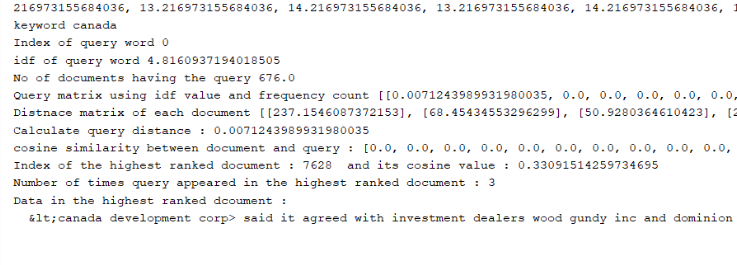 216973155684036, 13.216973155684036, 14.216973155684036, 13.216973155684036, 14.216973155684036, 1
keyword canada
Index of query word 0
idf of query word 4.8160937194018505
No of documents having the query 676.0
Query matrix using idf value and frequency count [[0.0071243989931980035, 0.0, 0.0, 0.0, 0.0, 0.0,
Distnace matrix of each document [[237.1546087372153], [68.45434553296299], [50.9280364610423], [2
Calculate query distance : 0.0071243989931980035
cosine similarity between document and query : [0.0, 0.0, 0.0, 0.0, 0.0, 0.0, 0.0, 0.0, 0.0, 0.0,
Index of the highest ranked document : 7628 and its cosine value : 0.33091514259734695
Number of times query appeared in the highest ranked document : 3
Data in the highest ranked dcoument :
&lt;canada development corp> said it agreed with investment dealers wood gundy inc and dominion